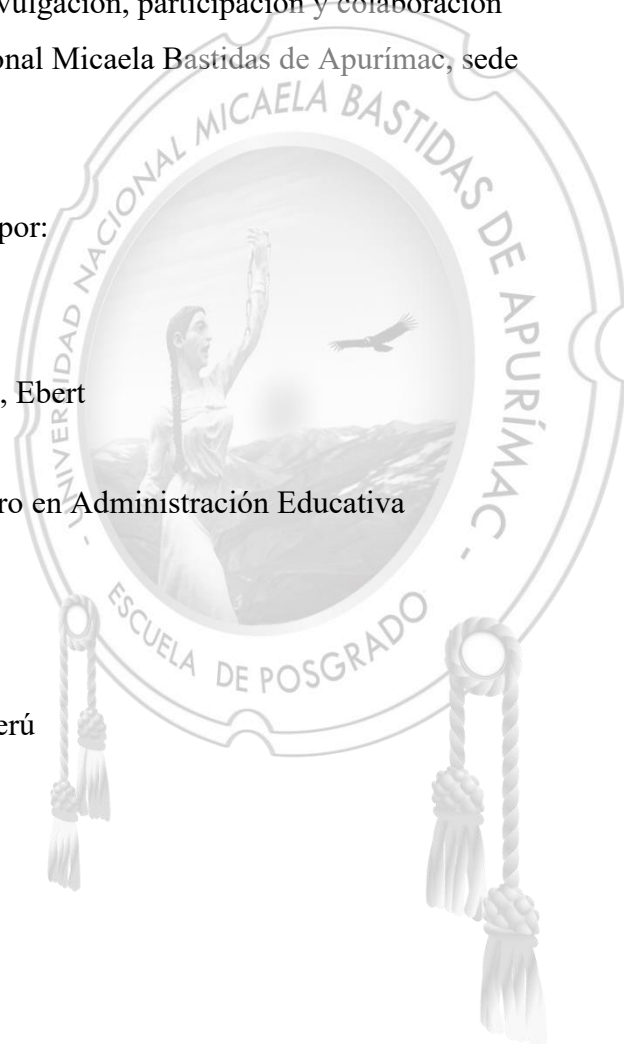 vulgación, participación y colaboración
onal Micaela Bastidas de Apurímac, sede
por:
, Ebert
ro en Administración Educativa
erú
- UNIVERSIDAD NACIONAL MICAELA BASTIDAS DE APURÍMAC -
ESCUELA DE POSGRADO